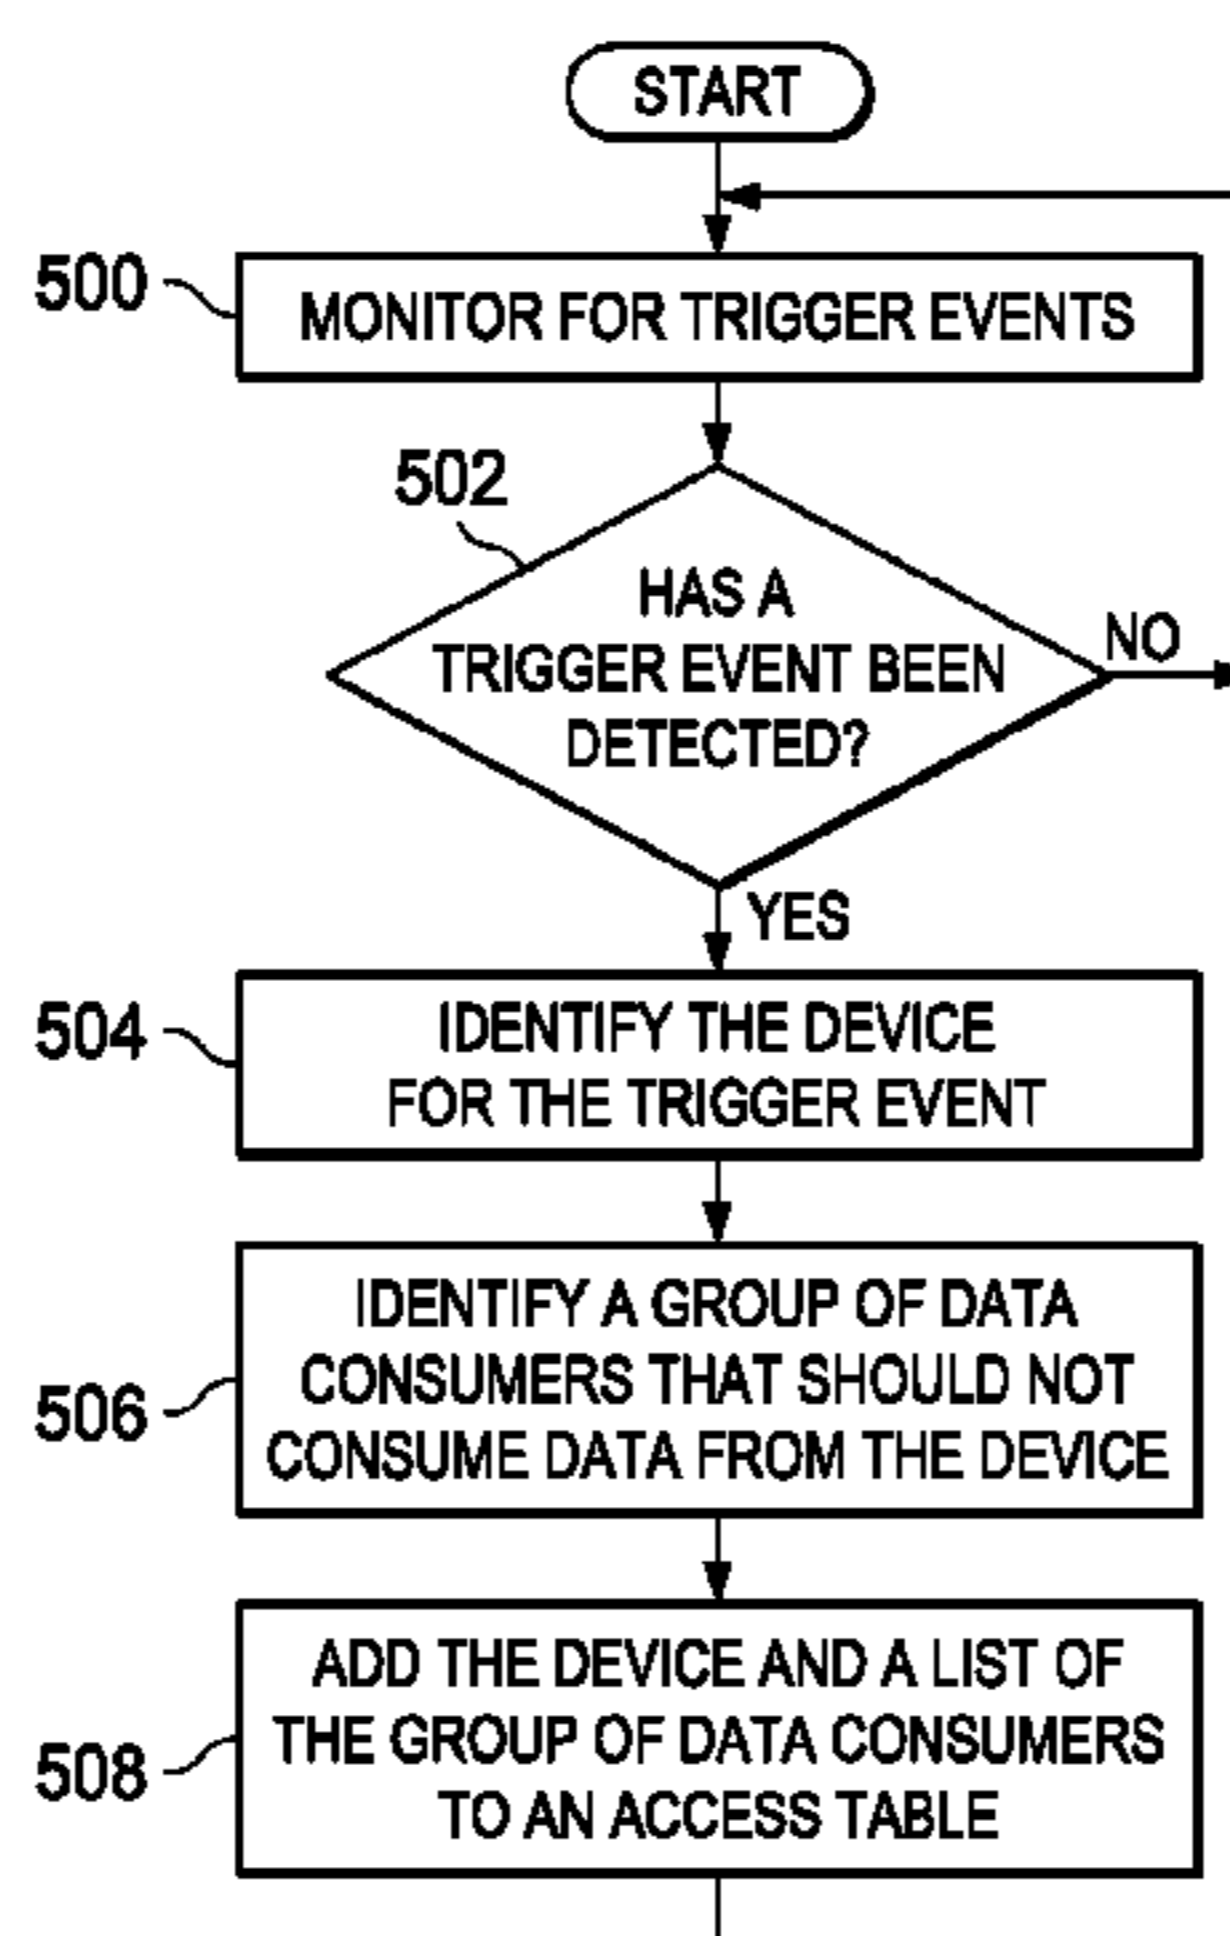 START
500
MONITOR FOR TRIGGER EVENTS
502
HAS A
TRIGGER EVENT BEEN
DETECTED?
NO
YES
504
IDENTIFY THE DEVICE
FOR THE TRIGGER EVENT
506
IDENTIFY A GROUP OF DATA
CONSUMERS THAT SHOULD NOT
CONSUME DATA FROM THE DEVICE
508
ADD THE DEVICE AND A LIST OF
THE GROUP OF DATA CONSUMERS
TO AN ACCESS TABLE